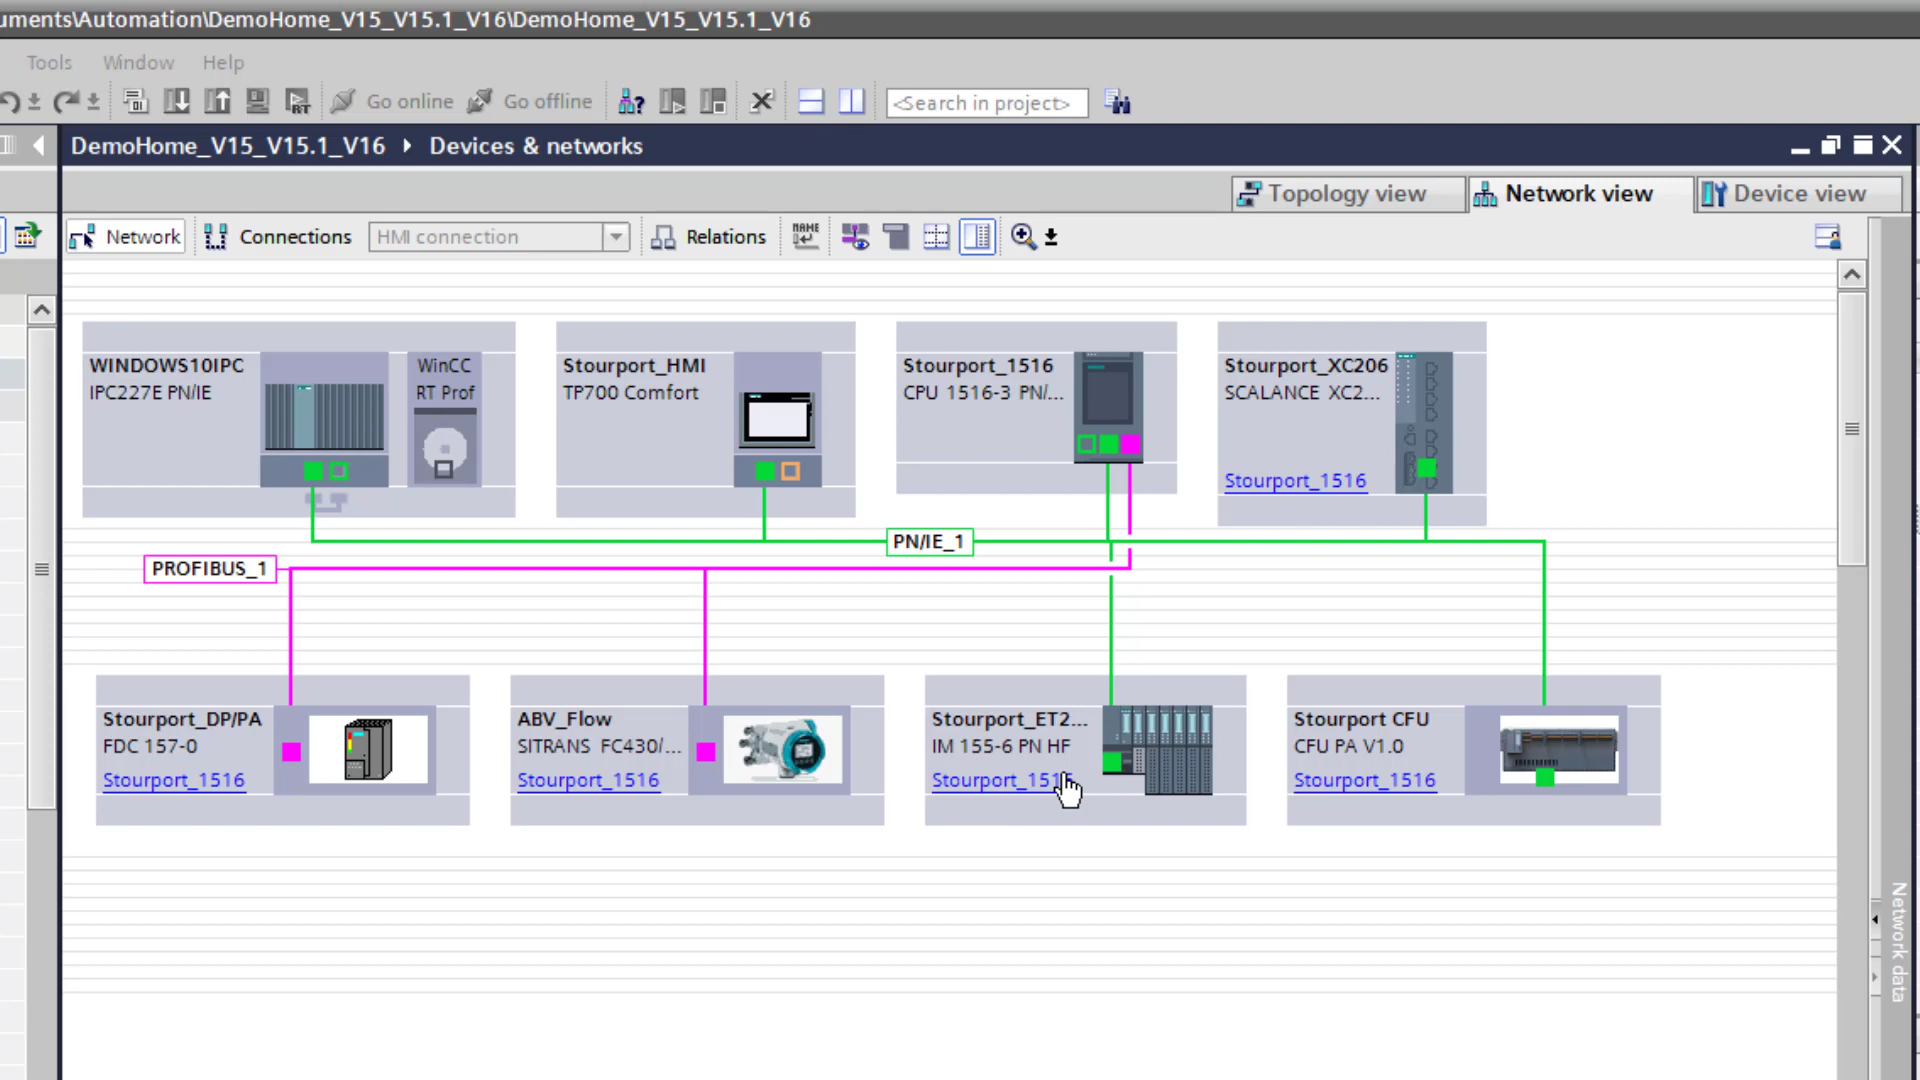 uments\Automation\DemoHome_V15_V15.1_V16\DemoHome_V15_V15.1_V16
Tools Window Help
Go online Go offline <Search in project>
DemoHome_V15_V15.1_V16 Devices & networks
Topology view Network view Device view
Network Connections HMI connection Relations
WINDOWS10IPC
IPC227E PN/IE
WinCC
RT Prof
Stourport_HMI
TP700 Comfort
Stourport_1516
CPU 1516-3 PN/...
Stourport_XC206
SCALANCE XC2...
Stourport_1516
PN/IE_1
PROFIBUS_1
Stourport_DP/PA
FDC 157-0
Stourport_1516
ABV_Flow
SITRANS FC430/...
Stourport_1516
Stourport_ET2...
IM 155-6 PN HF
Stourport CFU
CFU PA V1.0
Stourport_1516
Network data